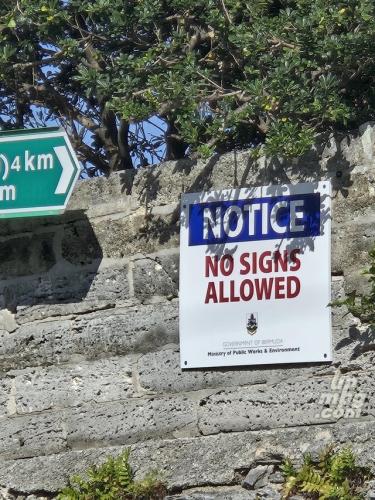 )4 km
m
NOTICE
NO SIGNS
ALLOWED
GOVERNMENT OF BERMUDA
Ministry of Public Works & Environment